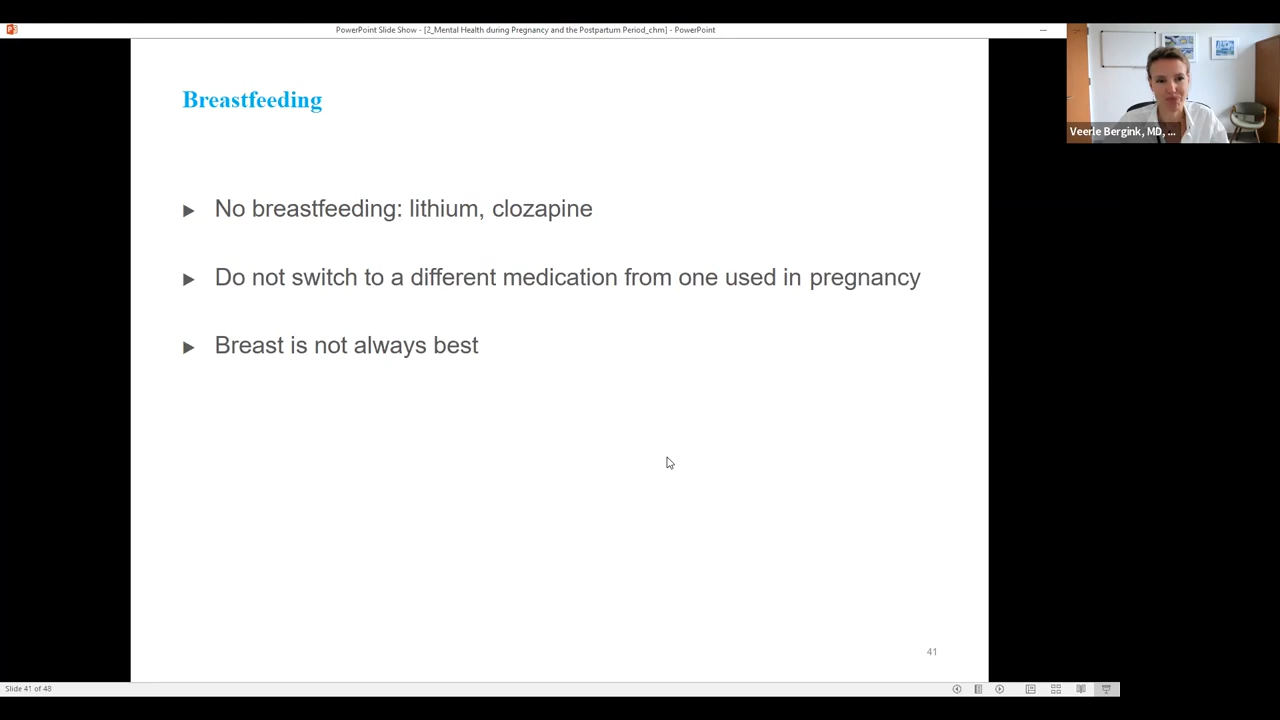 PowerPoint Slide Show - [2_Mental Health during Pregnancy and the Postpartum Period_chm] - PowerPoint
Breastfeeding
No breastfeeding: lithium, clozapine
Do not switch to a different medication from one used in pregnancy
Breast is not always best
41
Veerle Bergink, MD, ...
Slide 41 of 48